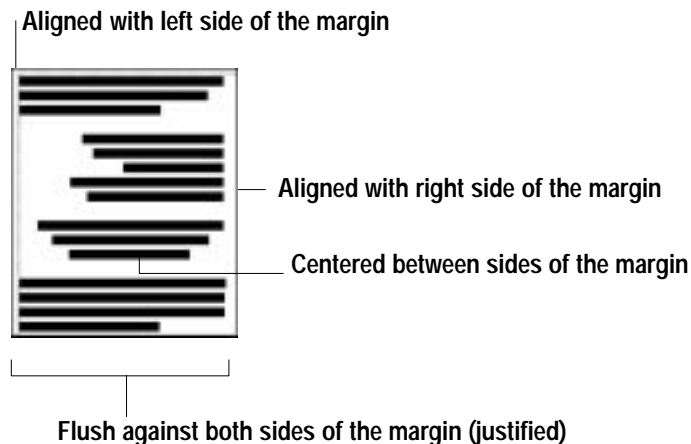 Aligned with left side of the margin
Aligned with right side of the margin
Centered between sides of the margin
Flush against both sides of the margin (justified)